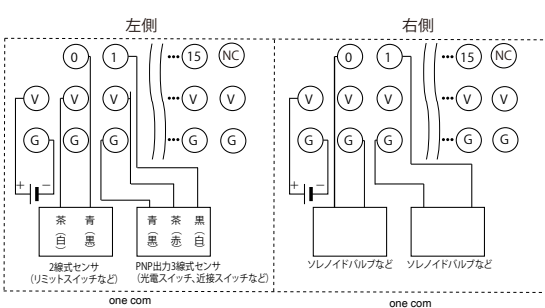 左側
右側
0 1 ···15 NC
V V V ···V V
G G G ···G G
+ −
茶 青
(白) (黒)
青 茶 黒
(黒) (赤) (白)
2線式センサ
(リミットスイッチなど)
PNP出力3線式センサ
(光電スイッチ、近接スイッチなど)
one com
0 1 ···15 NC
V V V ···V V
G G G ···G G
+ −
ソレノイドバルブなど
ソレノイドバルブなど
one com